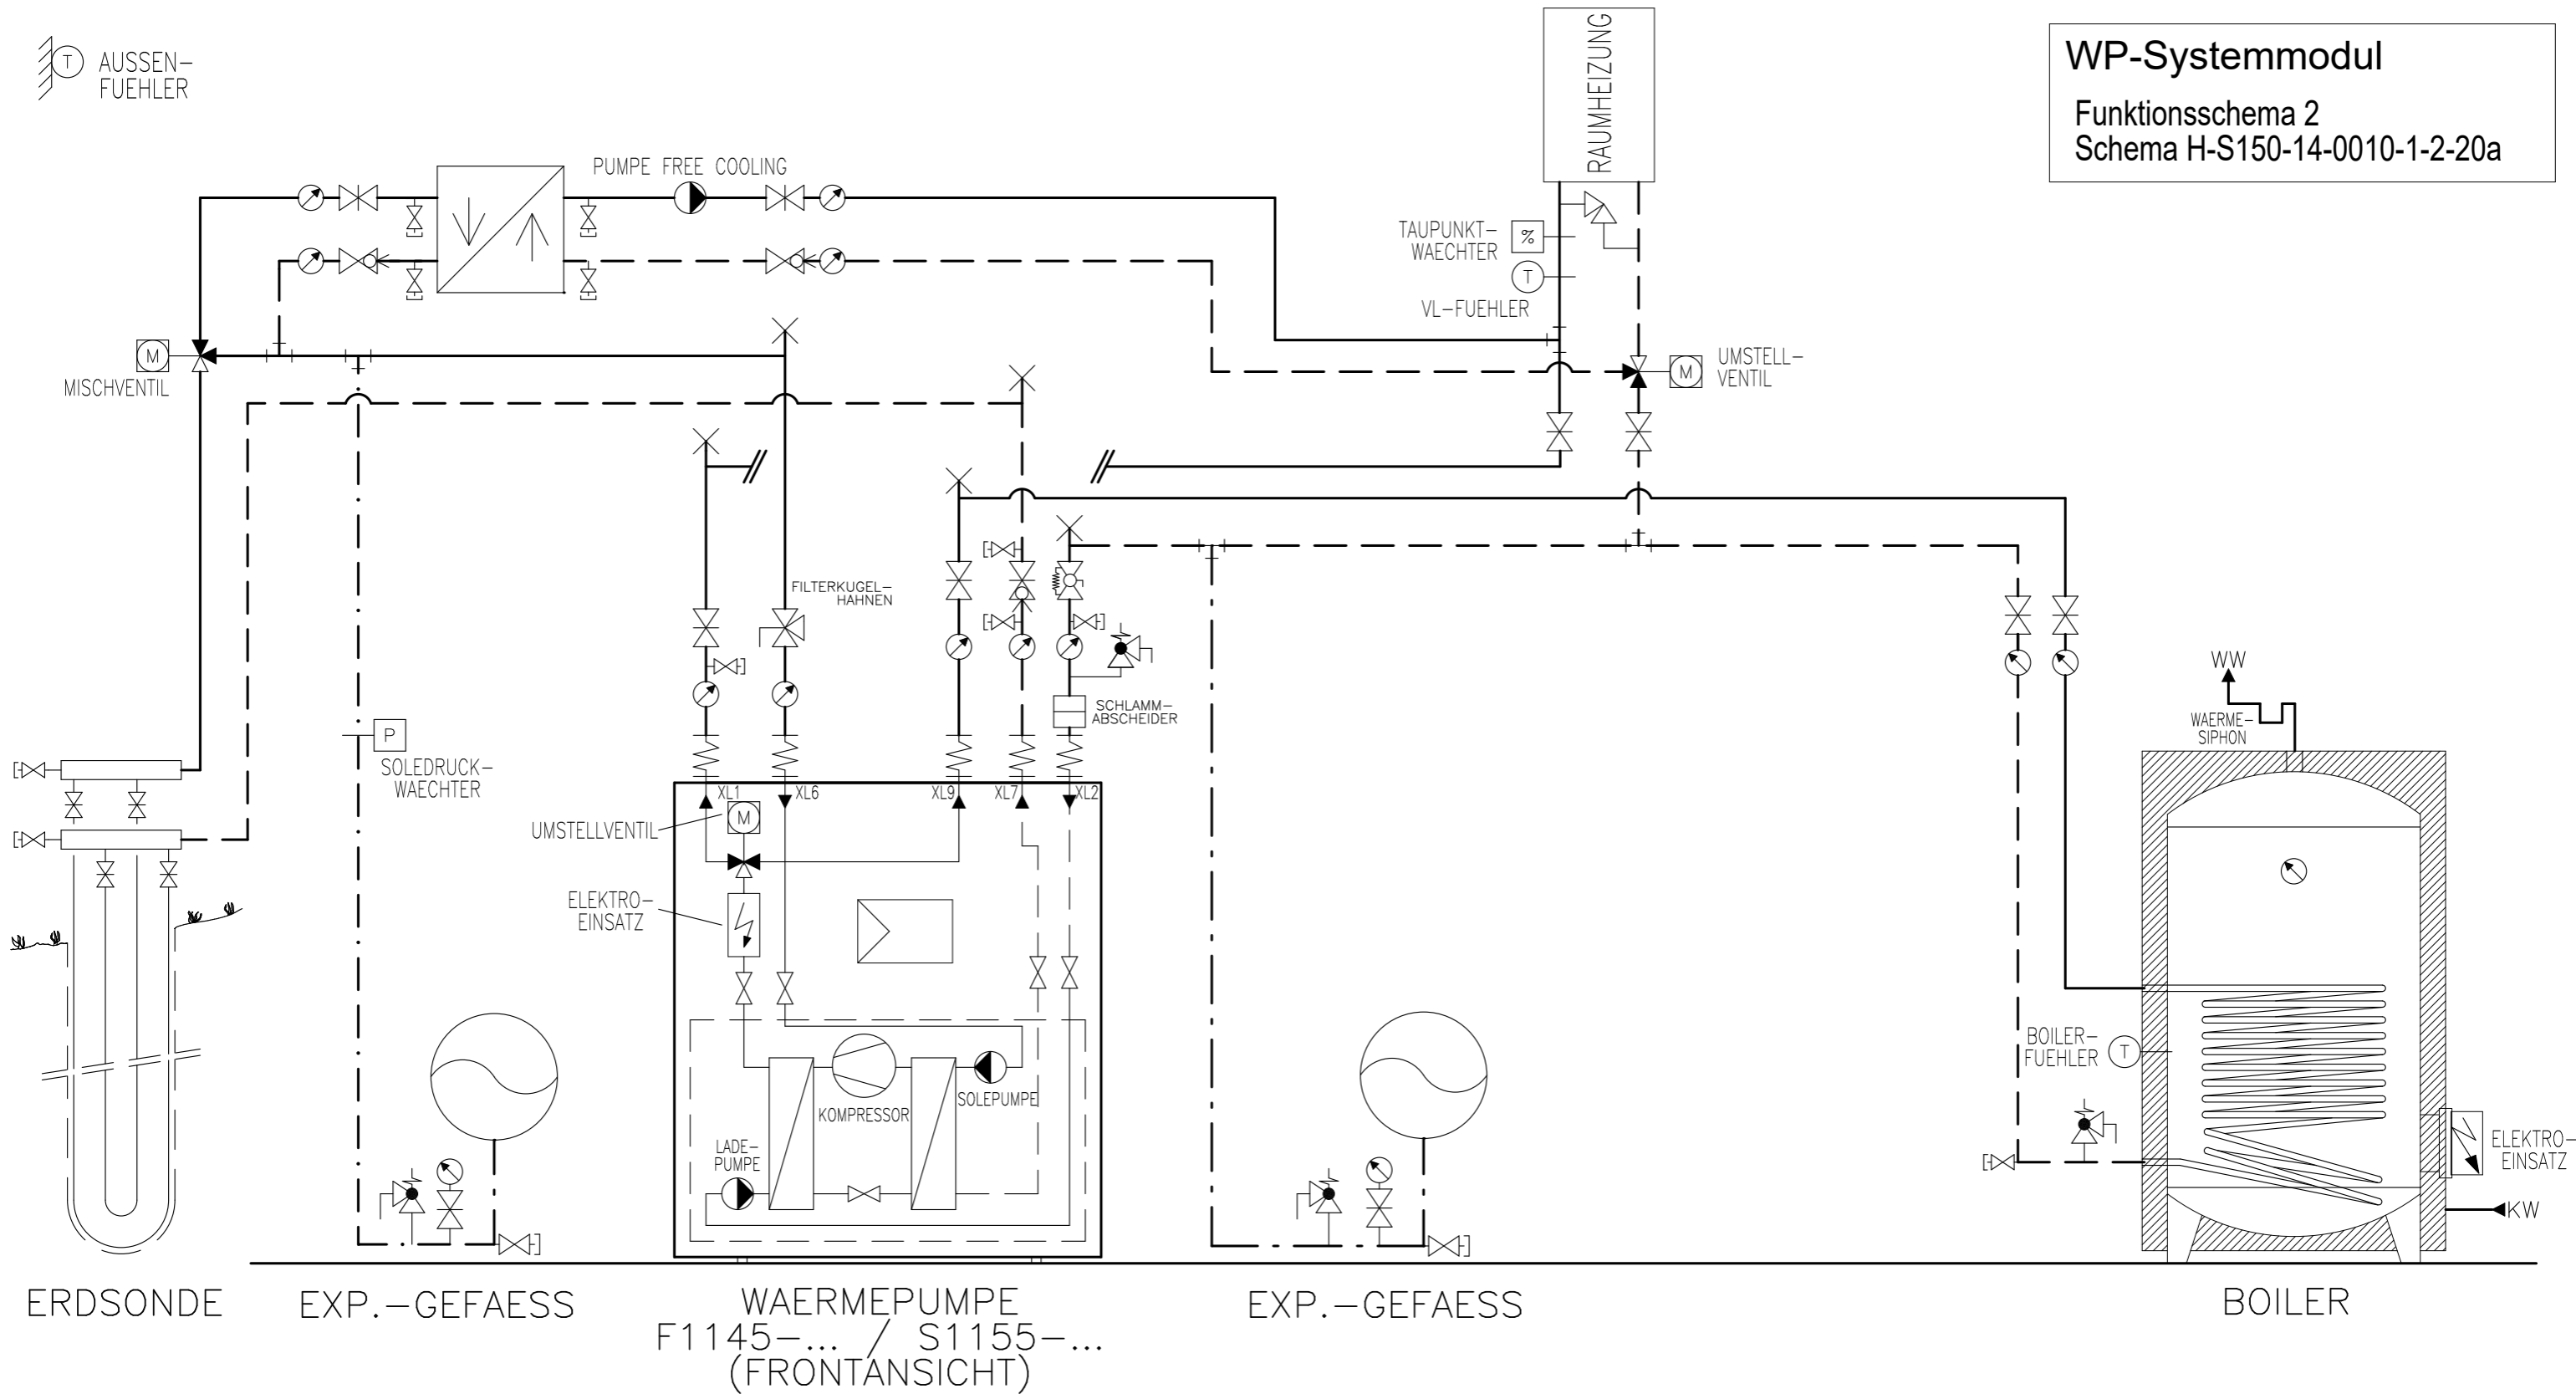 T
AUSSEN-
FUEHLER
WP-Systemmodul
Funktionsschema 2
Schema H-S150-14-0010-1-2-20a
RAUMHEIZUNG
PUMPE FREE COOLING
TAUPUNKT-
WAECHTER
%
T
VL-FUEHLER
M
MISCHVENTIL
M
UMSTELL-
VENTIL
FILTERKUGEL-
HAHNEN
SCHLAMM-
ABSCHEIDER
P
SOLEDRUCK-
WAECHTER
WW
WAERME-
SIPHON
XL1
XL6
XL9
XL7
XL2
M
UMSTELLVENTIL
ELEKTRO-
EINSATZ
KOMPRESSOR
SOLEPUMPE
LADE-
PUMPE
BOILER-
FUEHLER
T
ELEKTRO-
EINSATZ
KW
ERDSONDE
EXP.-GEFAESS
WAERMEPUMPE
F1145-... / S1155-...
(FRONTANSICHT)
EXP.-GEFAESS
BOILER